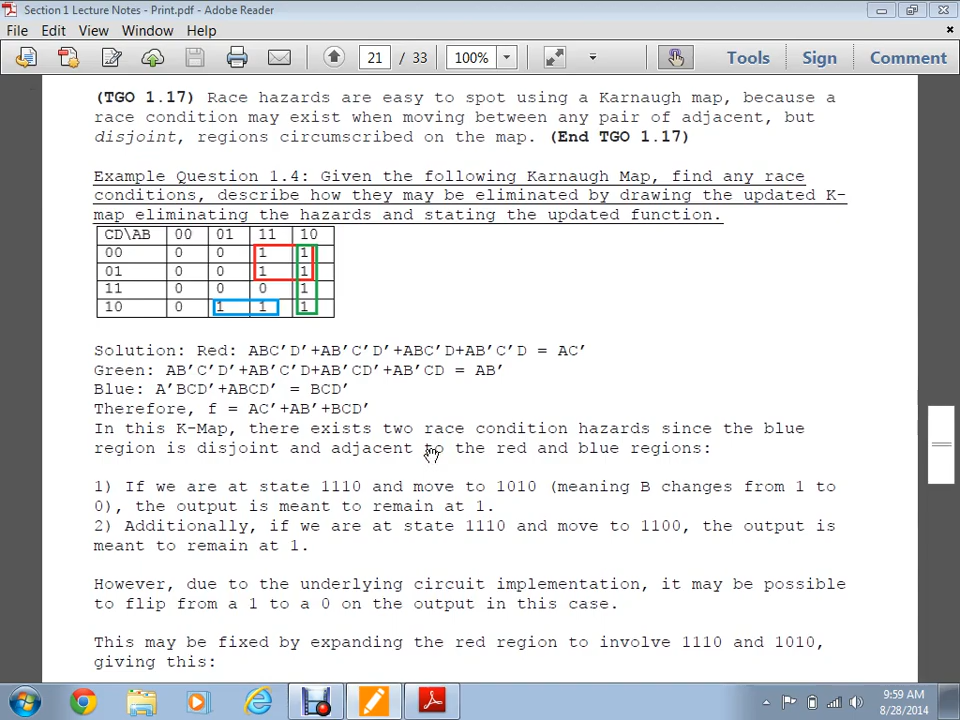 Section 1 Lecture Notes - Print.pdf - Adobe Reader
File Edit View Window Help
21 / 33 100% Tools Sign Comment
(TGO 1.17) Race hazards are easy to spot using a Karnaugh map, because a
race condition may exist when moving between any pair of adjacent, but
disjoint, regions circumscribed on the map. (End TGO 1.17)
Example Question 1.4: Given the following Karnaugh Map, find any race
conditions, describe how they may be eliminated by drawing the updated K-
map eliminating the hazards and stating the updated function.
CD\AB 00 01 11 10
00 0 0 1 1
01 0 0 1 1
11 0 0 0 1
10 0 1 1 1
Solution: Red: ABC'D'+AB'C'D'+ABC'D+AB'C'D = AC'
Green: AB'C'D'+AB'C'D+AB'CD'+AB'CD = AB'
Blue: A'BCD'+ABCD' = BCD'
Therefore, f = AC'+AB'+BCD'
In this K-Map, there exists two race condition hazards since the blue
region is disjoint and adjacent to the red and blue regions:
1) If we are at state 1110 and move to 1010 (meaning B changes from 1 to
0), the output is meant to remain at 1.
2) Additionally, if we are at state 1110 and move to 1100, the output is
meant to remain at 1.
However, due to the underlying circuit implementation, it may be possible
to flip from a 1 to a 0 on the output in this case.
This may be fixed by expanding the red region to involve 1110 and 1010,
giving this:
9:59 AM
8/28/2014